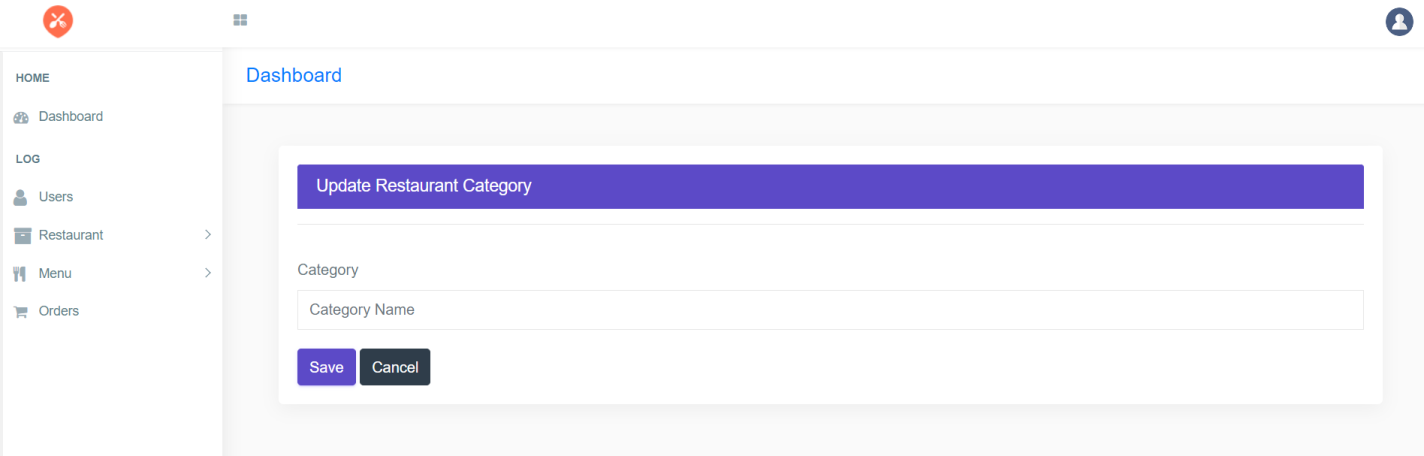 HOME
Dashboard
LOG
Users
Restaurant
Menu
Orders
Dashboard
Update Restaurant Category
Category
Category Name
Save Cancel